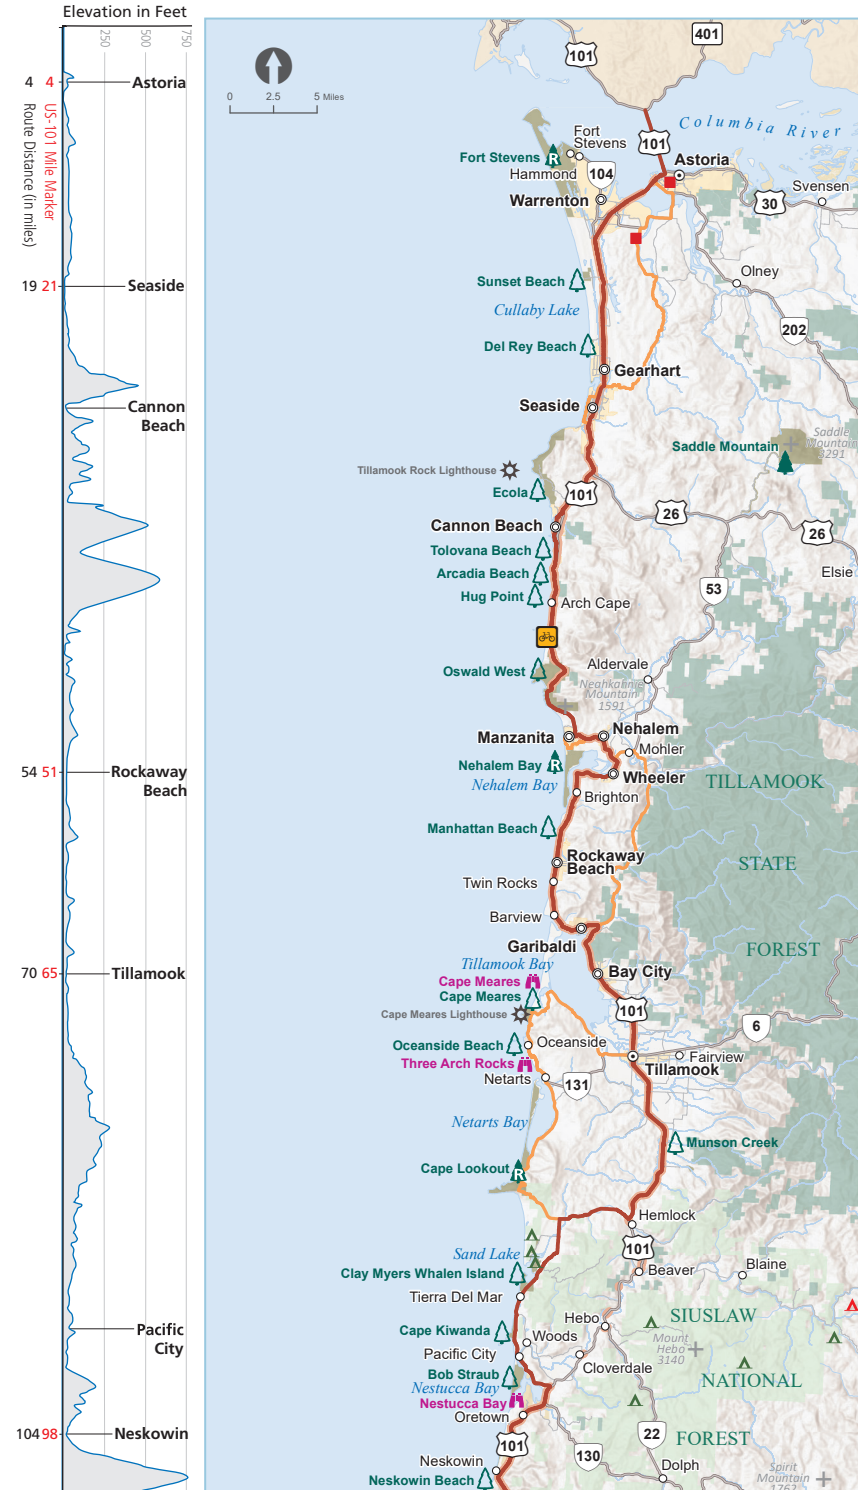 Elevation in Feet
250
500
750
4 4 Astoria
US-101 Mile Marker
Route Distance (in miles)
19 21 Seaside
Cannon
Beach
54 51 Rockaway
Beach
70 65 Tillamook
Pacific
City
104 98 Neskowin
0 2.5 5 Miles
101
401
Columbia River
Fort
Stevens
Fort Stevens
R
Hammond
101
Astoria
104
Warrenton
30
Svensen
Olney
Sunset Beach
Cullaby Lake
202
Del Rey Beach
Gearhart
Seaside
Saddle Mountain
Saddle
Mountain
3291
Tillamook Rock Lighthouse
Ecola
101
26
Cannon Beach
26
Tolovana Beach
Elsie
Arcadia Beach
53
Hug Point
Arch Cape
Aldervale
Oswald West
Neahkahnie
Mountain
1591
Nehalem
Manzanita
Mohler
Nehalem Bay
R
Wheeler
Nehalem Bay
TILLAMOOK
Brighton
Manhattan Beach
Rockaway
Beach
STATE
Twin Rocks
Barview
Garibaldi
FOREST
Tillamook Bay
Bay City
Cape Meares
Cape Meares
Cape Meares Lighthouse
101
6
Oceanside Beach
Oceanside
Fairview
Three Arch Rocks
Tillamook
Netarts
131
Netarts Bay
Munson Creek
Cape Lookout
R
Hemlock
101
Sand Lake
Clay Myers Whalen Island
Beaver
Blaine
Tierra Del Mar
Hebo
SIUSLAW
Cape Kiwanda
Woods
Mount
Hebo
3140
Pacific City
Cloverdale
Bob Straub
NATIONAL
Nestucca Bay
Nestucca Bay
Oretown
101
22
FOREST
130
Neskowin
Dolph
Neskowin Beach
Spirit
Mountain
1762